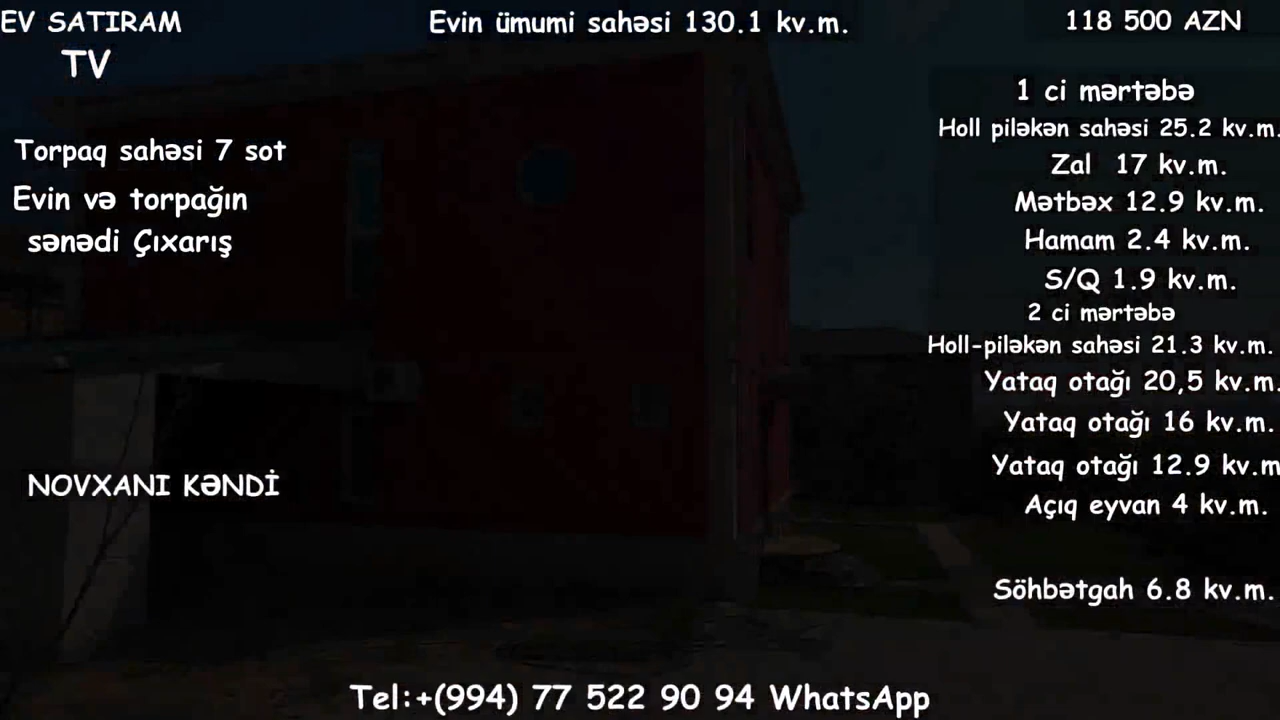 EV SATIRAM
TV
Evin ümumi sahəsi 130.1 kv.m.
118 500 AZN
Torpaq sahəsi 7 sot
Evin və torpağın
sənədi Çıxarış
NOVXANI KƏNDİ
1 ci mərtəbə
Holl piləkən sahəsi 25.2 kv.m.
Zal 17 kv.m.
Mətbəx 12.9 kv.m.
Hamam 2.4 kv.m.
S/Q 1.9 kv.m.
2 ci mərtəbə
Holl-piləkən sahəsi 21.3 kv.m.
Yataq otağı 20,5 kv.m.
Yataq otağı 16 kv.m.
Yataq otağı 12.9 kv.m
Açıq eyvan 4 kv.m.
Söhbətgah 6.8 kv.m.
Tel:+(994) 77 522 90 94 WhatsApp